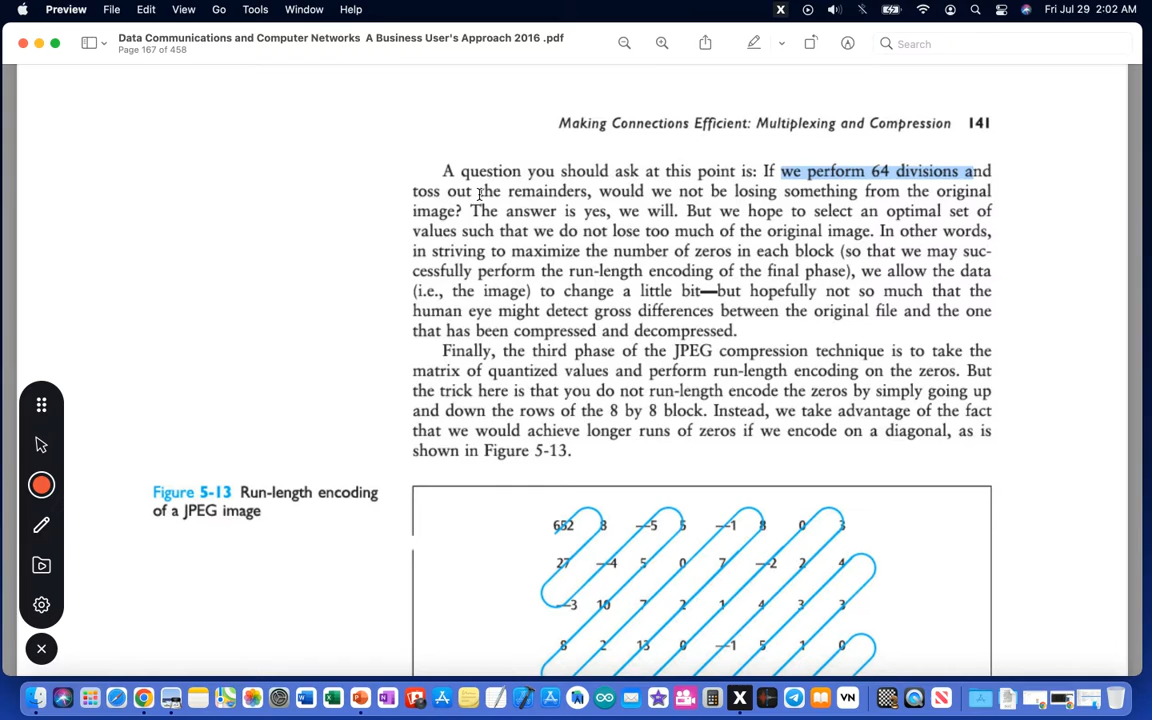 Preview File Edit View Go Tools Window Help X Fri Jul 29 2:02 AM
Data Communications and Computer Networks A Business User's Approach 2016 .pdf
Page 167 of 458
Search
Making Connections Efficient: Multiplexing and Compression 141
A question you should ask at this point is: If we perform 64 divisions and
toss out the remainders, would we not be losing something from the original
image? The answer is yes, we will. But we hope to select an optimal set of
values such that we do not lose too much of the original image. In other words,
in striving to maximize the number of zeros in each block (so that we may suc-
cessfully perform the run-length encoding of the final phase), we allow the data
(i.e., the image) to change a little bit—but hopefully not so much that the
human eye might detect gross differences between the original file and the one
that has been compressed and decompressed.
Finally, the third phase of the JPEG compression technique is to take the
matrix of quantized values and perform run-length encoding on the zeros. But
the trick here is that you do not run-length encode the zeros by simply going up
and down the rows of the 8 by 8 block. Instead, we take advantage of the fact
that we would achieve longer runs of zeros if we encode on a diagonal, as is
shown in Figure 5-13.
Figure 5-13 Run-length encoding
of a JPEG image
652 8 —5 5 —1 8 0 3
27 —4 5 0 7 —2 2 4
—3 10 7 2 1 4 3 3
8 2 13 0 —1 5 1 0
VN